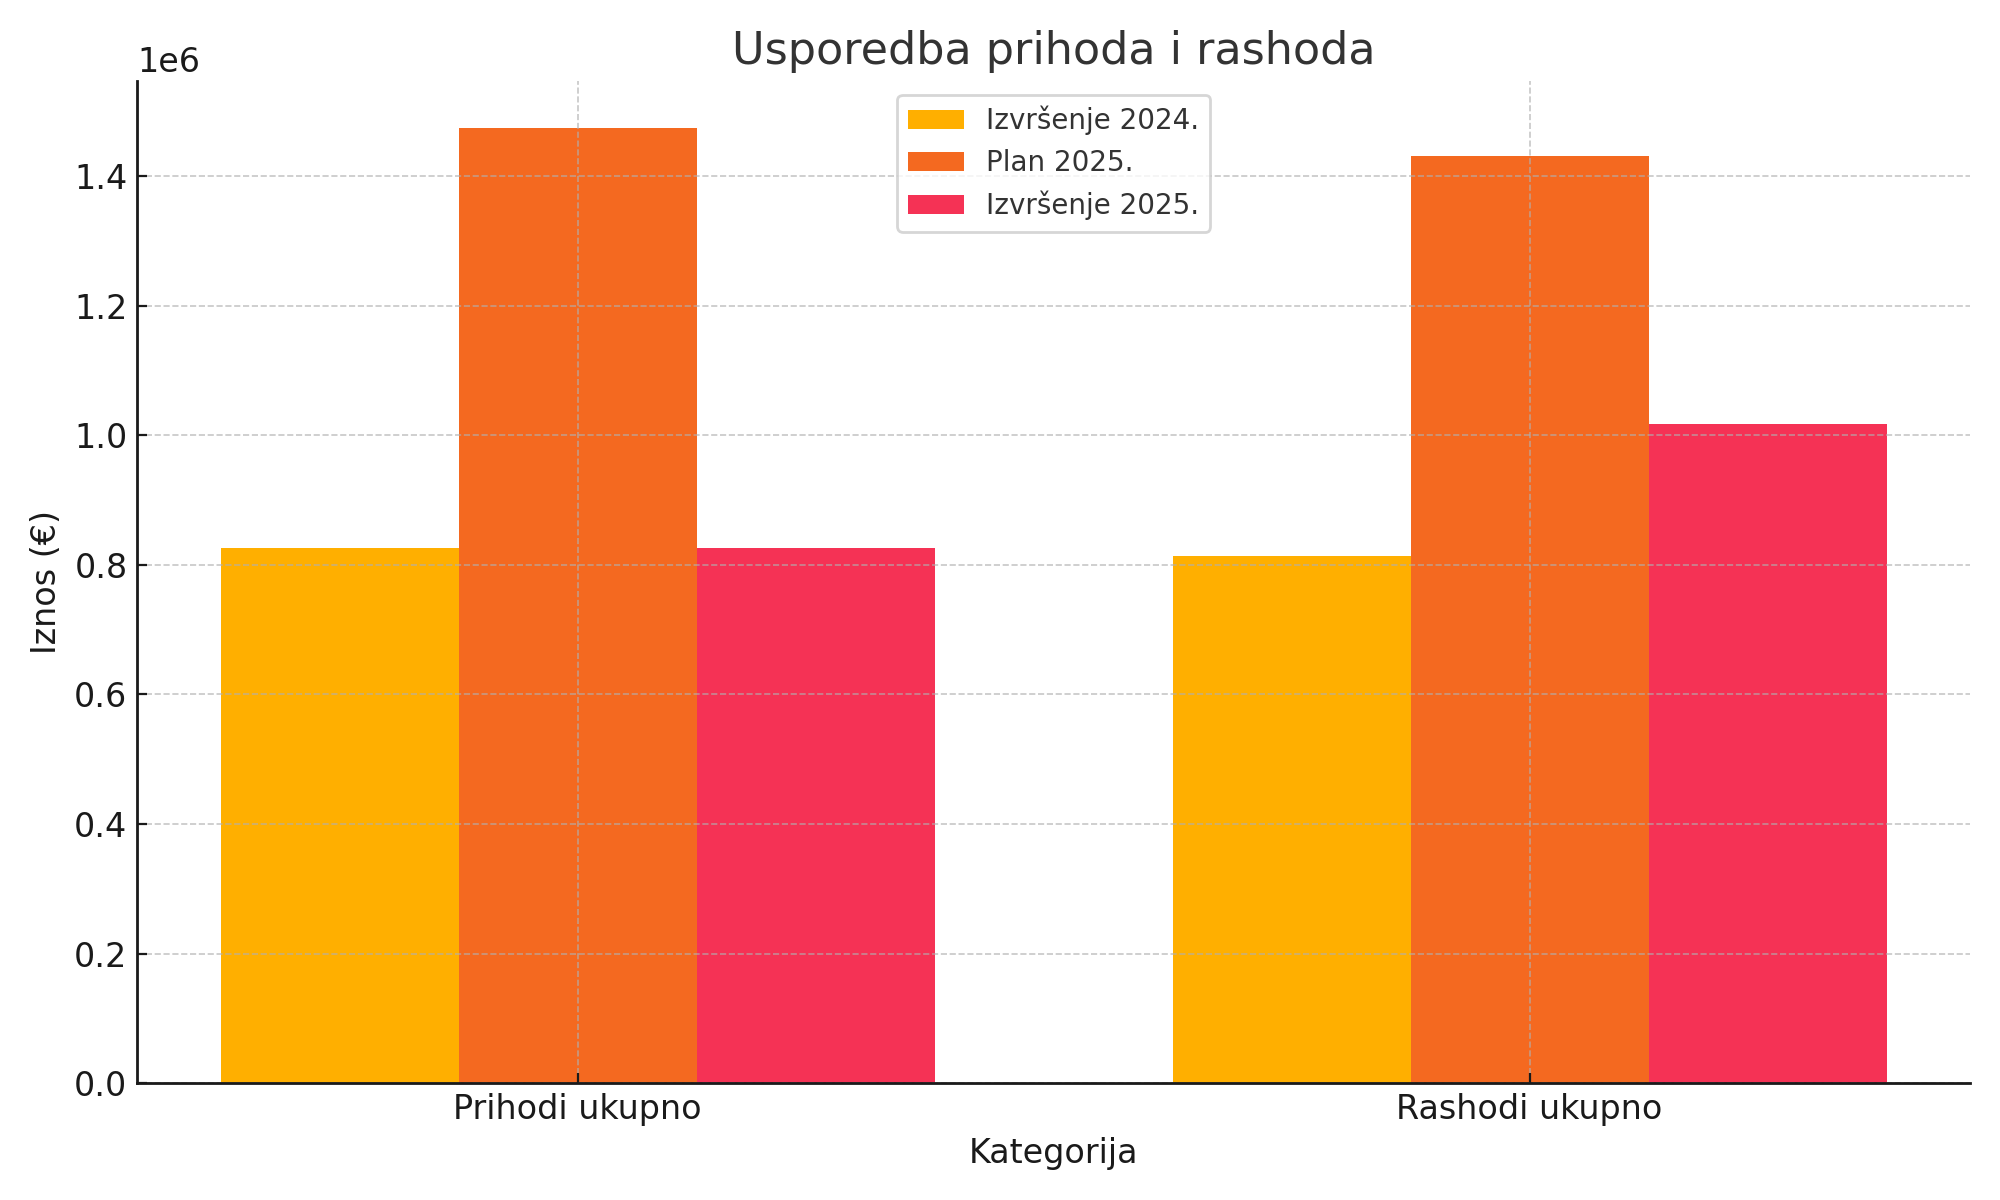 Usporedba prihoda i rashoda
1e6
Izvršenje 2024.
Plan 2025.
Izvršenje 2025.
1.4
1.2
1.0
0.8
0.6
0.4
0.2
0.0
Iznos (€)
Prihodi ukupno
Rashodi ukupno
Kategorija